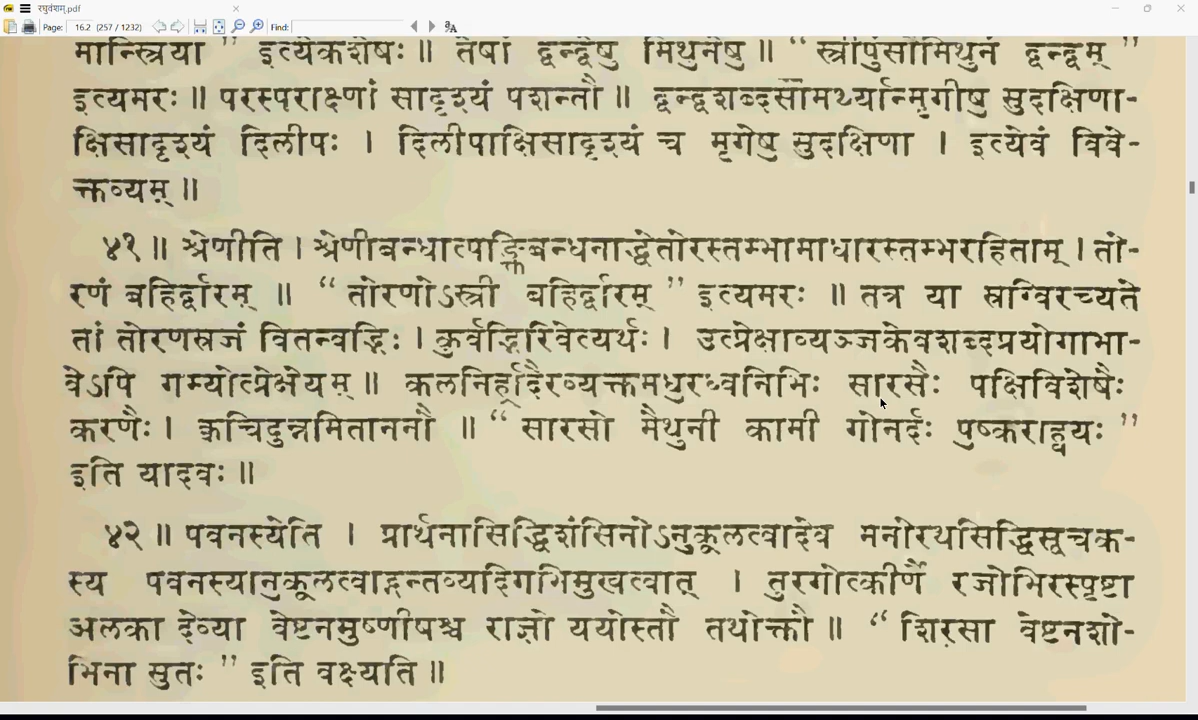 रघुवंशम्.pdf
Page: 16.2 (257 / 1232) Find:
मान्स्त्रिया " इत्येकशेषः ॥ तेषां द्वन्द्वेषु मिथुनेषु ॥ " स्त्रीपुंसौमिथुनं द्वन्द्वम् "
इत्यमरः ॥ परस्पराक्ष्णां सादृश्यं पशन्तौ ॥ द्वन्द्वशब्दसामर्थ्यान्मृगीषु सुदक्षिणा-
क्षिसादृश्यं दिलीपः । दिलीपाक्षिसादृश्यं च मृगेषु सुदक्षिणा । इत्येवं विवे-
क्तव्यम् ॥
४१ ॥ श्रेणीति । श्रेणीबन्धात्पाङ्क्तिबन्धनाद्धेतोरस्तम्भामाधारस्तम्भरहिताम् । तो-
रणं बहिर्द्वारम् ॥ " तोरणोऽस्त्री बहिर्द्वारम् " इत्यमरः ॥ तत्र या स्रग्विरच्यते
तां तोरणस्रजं वितन्वद्भिः । कुर्वद्भिरिवेत्यर्थः । उत्प्रेक्षाव्यञ्जकेवशब्दप्रयोगाभा-
वेऽपि गम्योत्प्रेक्षेयम् ॥ कलनिर्ह्रादैरव्यक्तमधुरध्वनिभिः सारसैः पक्षिविशेषैः
करणैः । क्वचिदुन्नमिताननौ ॥ " सारसो मैथुनी कामी गोनर्दः पुष्कराह्वयः "
इति यादवः ॥
४२ ॥ पवनस्येति । प्रार्थनासिद्धिशंसिनोऽनुकूलत्वादेव मनोरथसिद्धिसूचक-
स्य पवनस्यानुकूलत्वाद्गन्तव्यदिगभिमुखत्वात् । तुरगोत्कीर्णै रजोभिरस्पृष्टा
अलका देव्या वेष्टनमुष्णीषश्च राज्ञो ययोस्तौ तथोक्तौ ॥ " शिरसा वेष्टनशो-
भिना सुतः " इति वक्ष्यति ॥